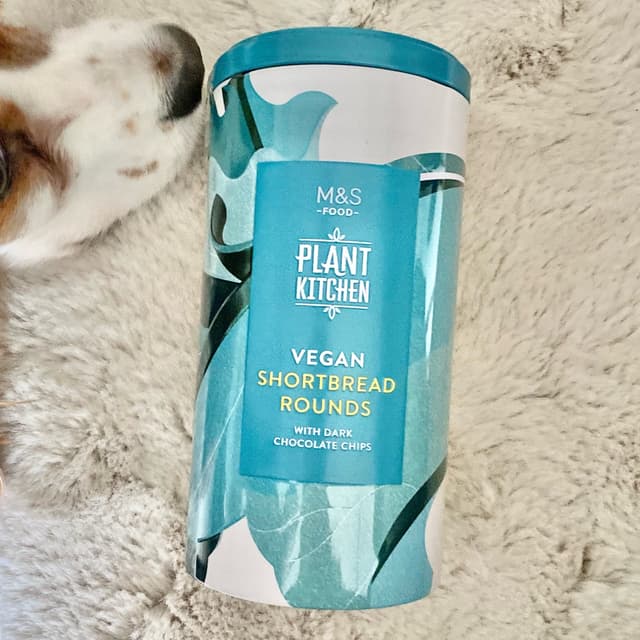 M&S
-FOOD-
PLANT
KITCHEN
VEGAN
SHORTBREAD
ROUNDS
WITH DARK
CHOCOLATE CHIPS